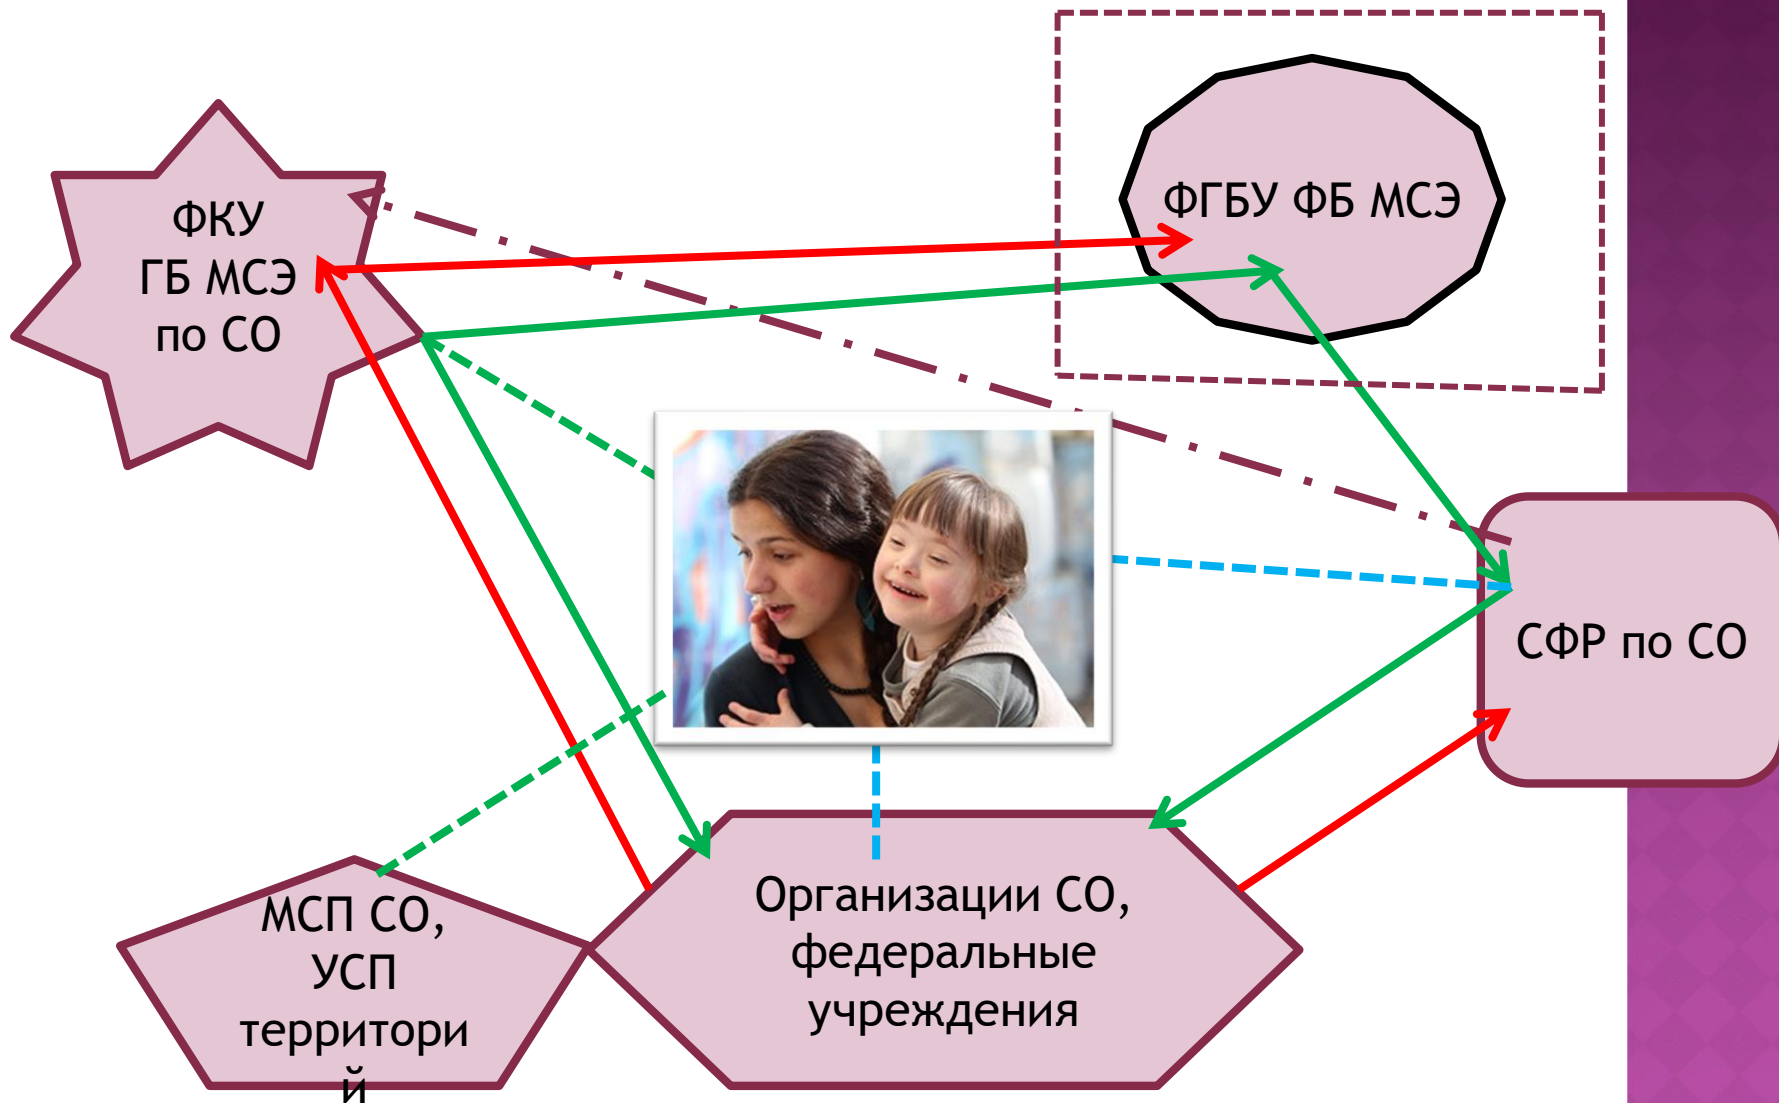 ФКУ
ГБ МСЭ
по СО
ФГБУ ФБ МСЭ
СФР по СО
МСП СО,
УСП
территори
й
Организации СО,
федеральные
учреждения